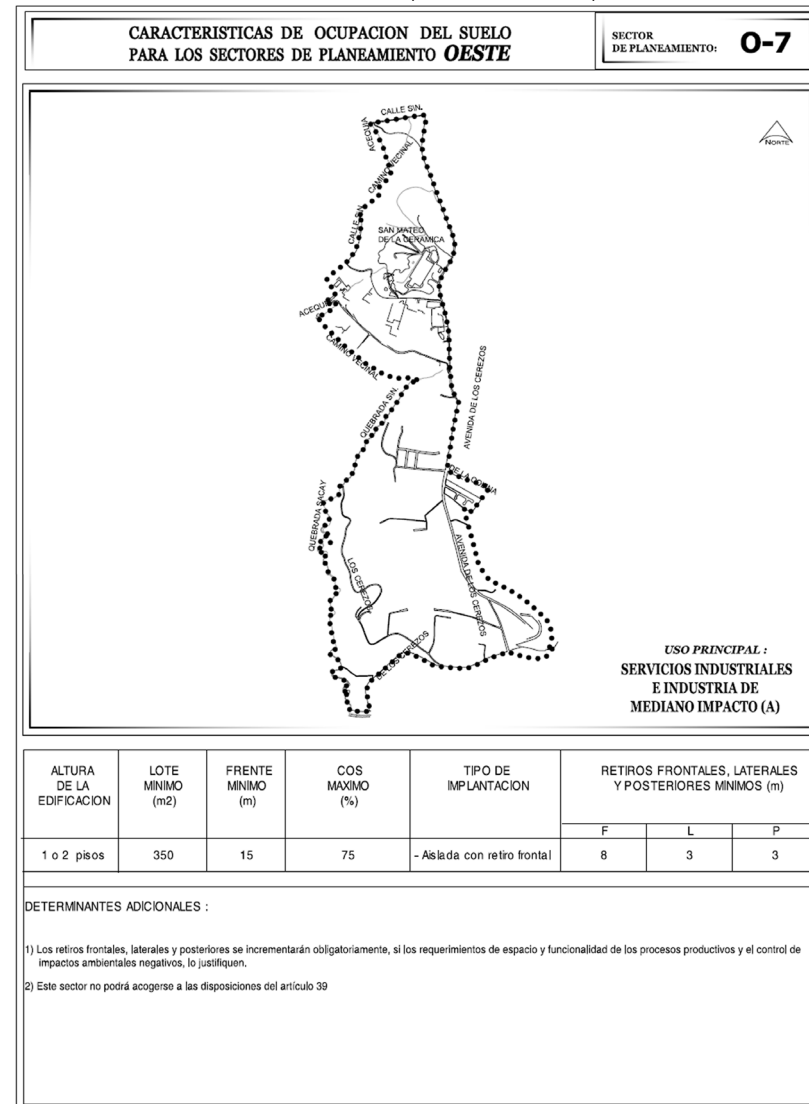 CARACTERISTICAS DE OCUPACION DEL SUELO
PARA LOS SECTORES DE PLANEAMIENTO OESTE
SECTOR
DE PLANEAMIENTO: O-7
NORTE
CALLE S\N.
ACEQUIA
CAMINO VECINAL
CALLE S\N.
SAN MATEO
DE LA CERAMICA
ACEQUIA
CAMINO VECINAL
AVENIDA DE LOS CEREZOS
QUEBRADA S\N.
QUEBRADA SACAY
AVENIDA DE LOS CEREZOS
LOS CEREZOS
DE LOS CEREZOS
USO PRINCIPAL :
SERVICIOS INDUSTRIALES
E INDUSTRIA DE
MEDIANO IMPACTO (A)
ALTURA
DE LA
EDIFICACION
LOTE
MINIMO
(m2)
FRENTE
MINIMO
(m)
COS
MAXIMO
(%)
TIPO DE
IMPLANTACION
RETIROS FRONTALES, LATERALES
Y POSTERIORES MINIMOS (m)
F L P
1 o 2 pisos 350 15 75 - Aislada con retiro frontal 8 3 3
DETERMINANTES ADICIONALES :
1) Los retiros frontales, laterales y posteriores se incrementarán obligatoriamente, si los requerimientos de espacio y funcionalidad de los procesos productivos y el control de
impactos ambientales negativos, lo justifiquen.
2) Este sector no podrá acogerse a las disposiciones del artículo 39